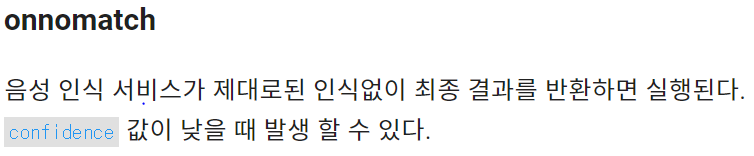 onnomatch
음성 인식 서비스가 제대로된 인식없이 최종 결과를 반환하면 실행된다.
confidence 값이 낮을 때 발생 할 수 있다.